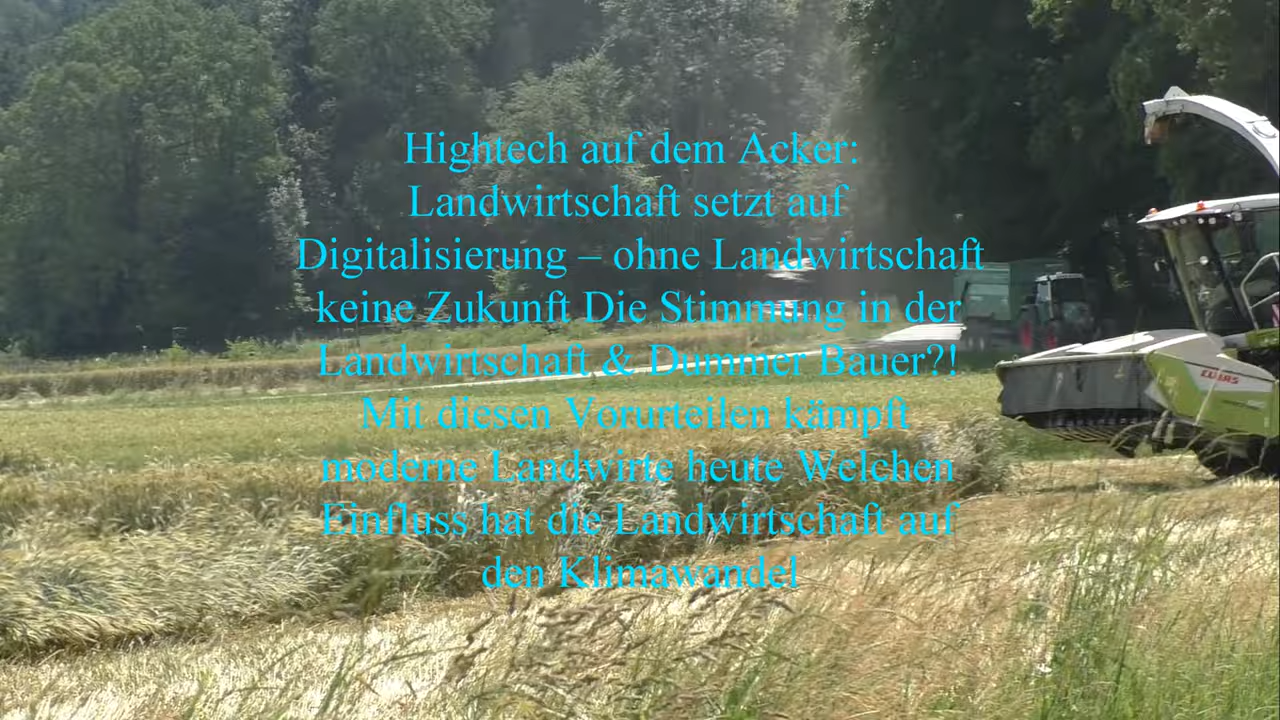 Hightech auf dem Acker:
Landwirtschaft setzt auf
Digitalisierung – ohne Landwirtschaft
keine Zukunft Die Stimmung in der
Landwirtschaft & Dummer Bauer?!
Mit diesen Vorurteilen kämpft
moderne Landwirte heute Welchen
Einfluss hat die Landwirtschaft auf
den Klimawandel
CLAAS